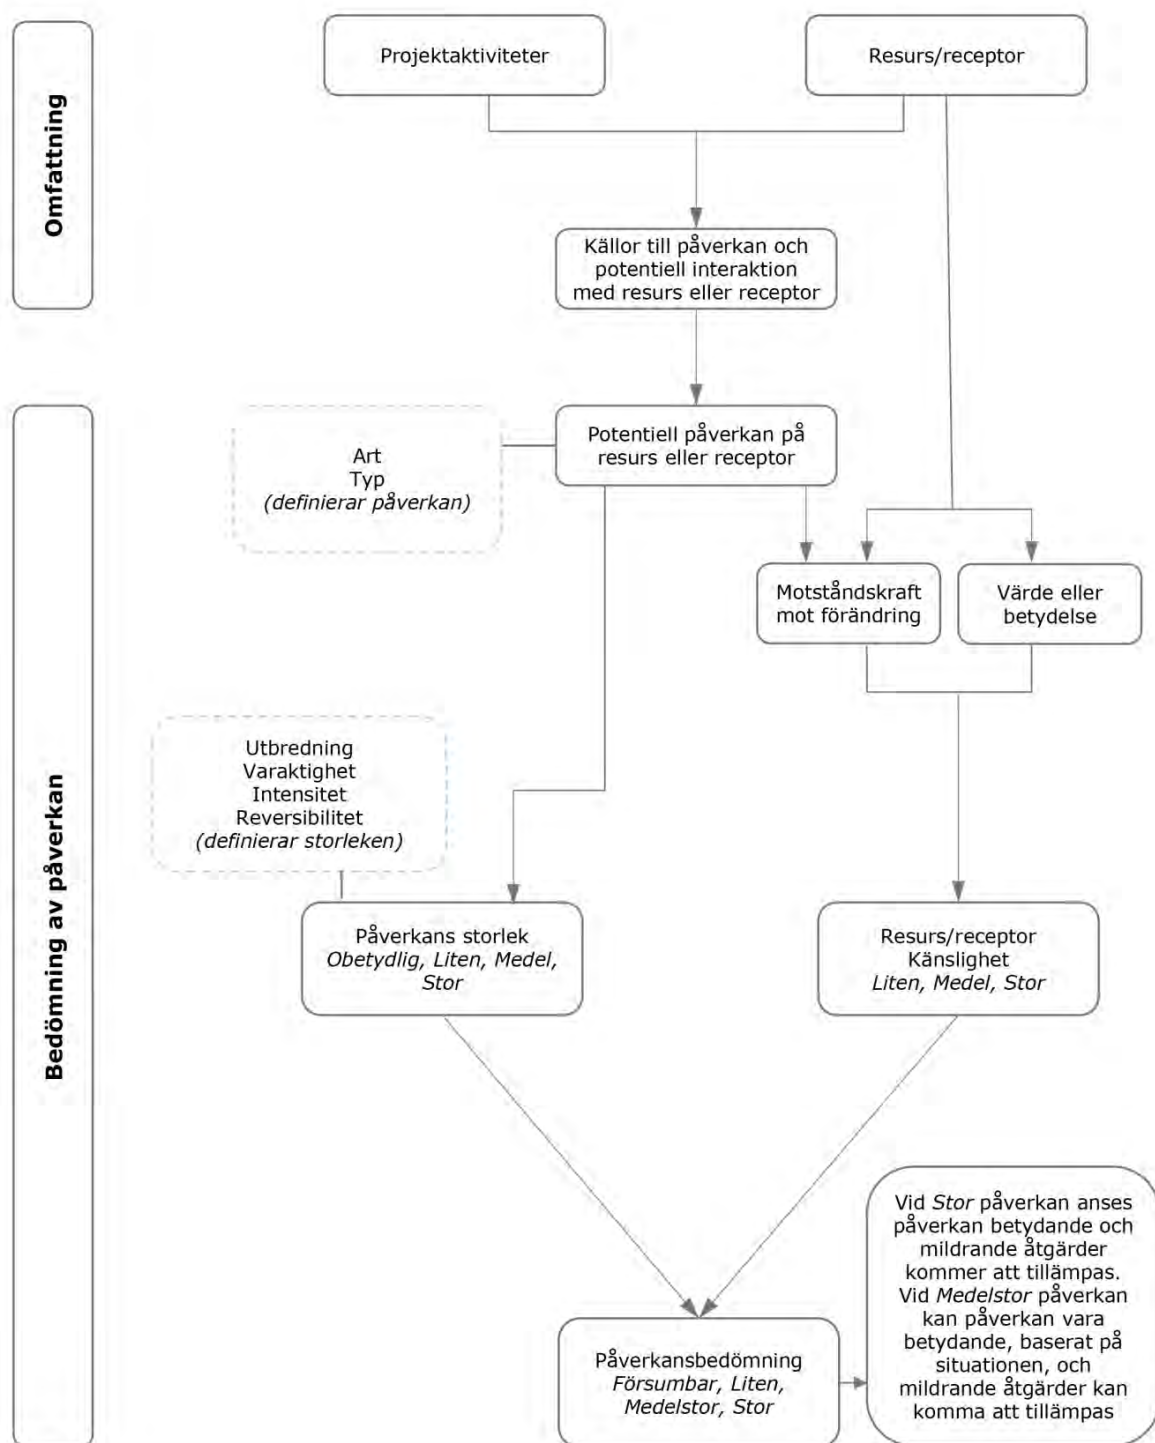 Omfattning
Projektaktiviteter
Resurs/receptor
Källor till påverkan och
potentiell interaktion
med resurs eller receptor
Bedömning av påverkan
Art
Typ
(definierar påverkan)
Potentiell påverkan på
resurs eller receptor
Motståndskraft
mot förändring
Värde eller
betydelse
Utbredning
Varaktighet
Intensitet
Reversibilitet
(definierar storleken)
Påverkans storlek
Obetydlig, Liten, Medel,
Stor
Resurs/receptor
Känslighet
Liten, Medel, Stor
Påverkansbedömning
Försumbar, Liten,
Medelstor, Stor
Vid Stor påverkan anses
påverkan betydande och
mildrande åtgärder
kommer att tillämpas.
Vid Medelstor påverkan
kan påverkan vara
betydande, baserat på
situationen, och
mildrande åtgärder kan
komma att tillämpas